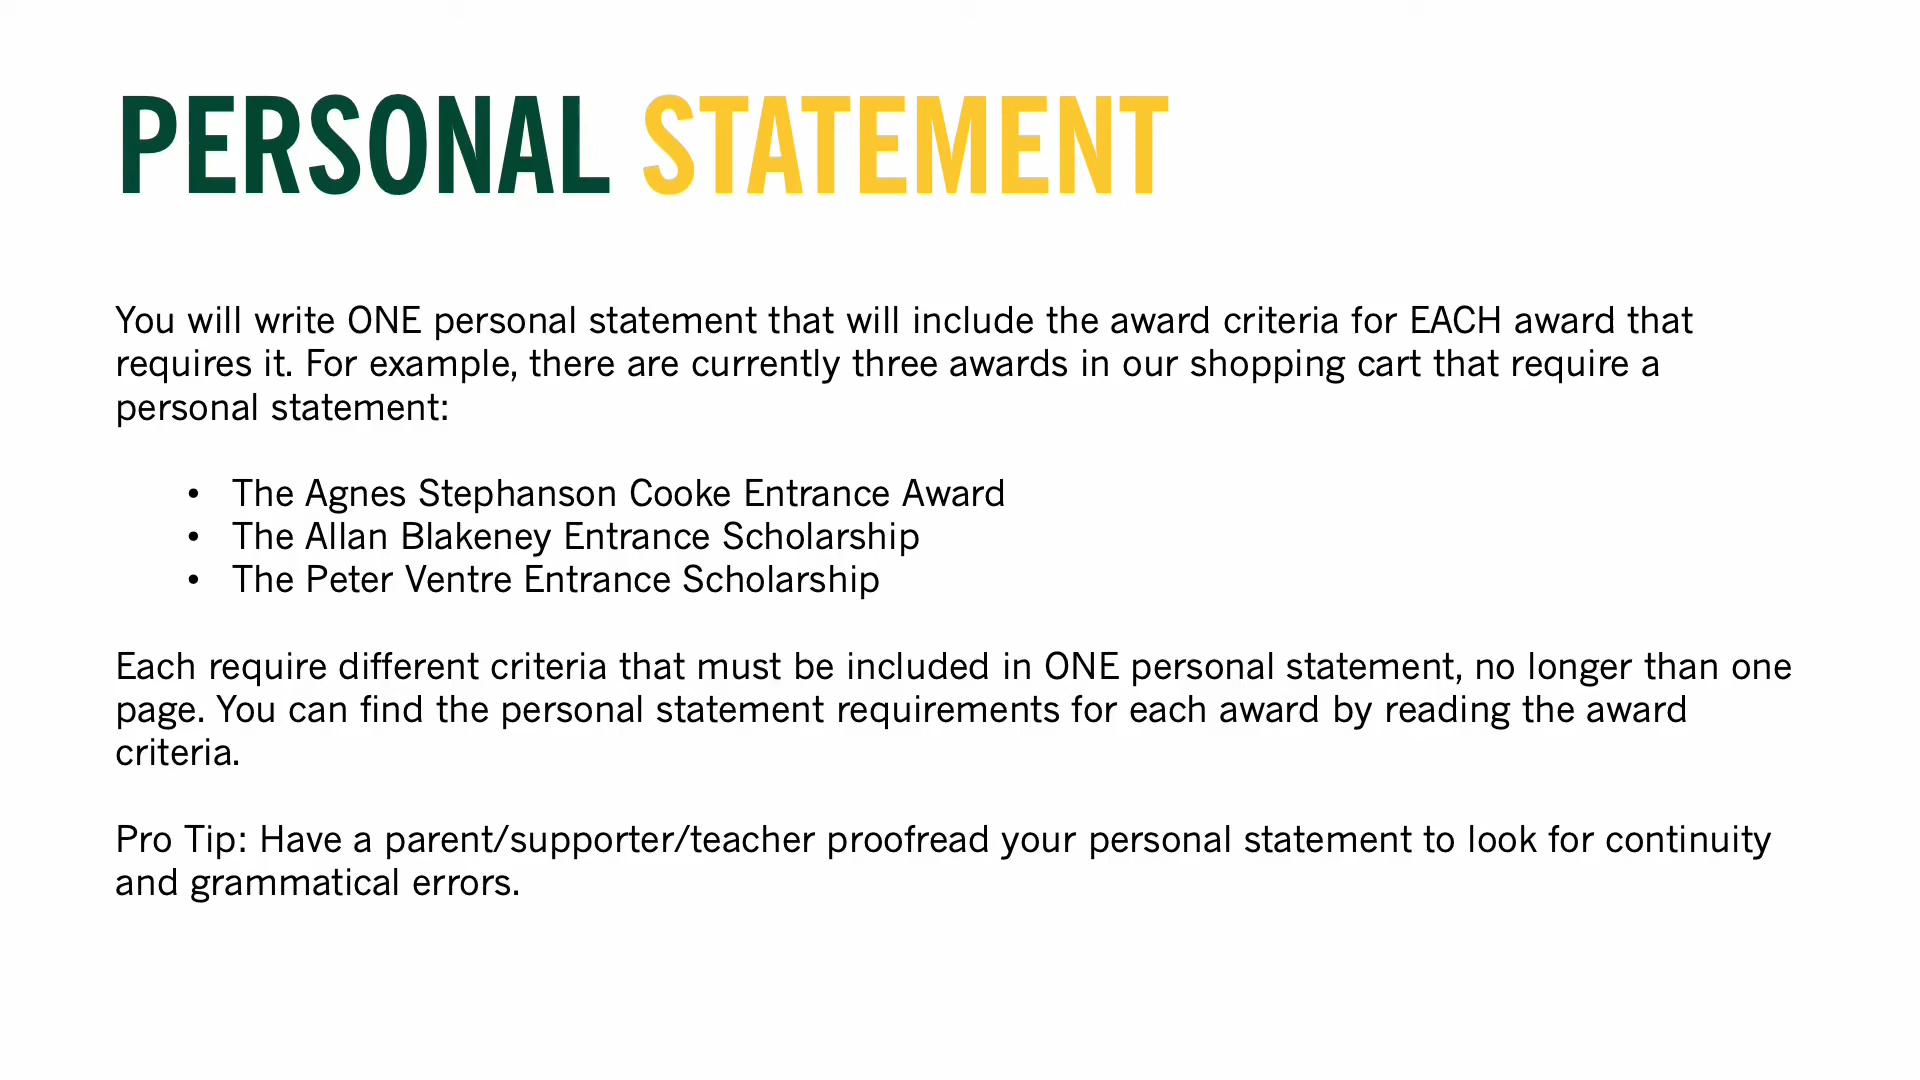 PERSONAL STATEMENT
You will write ONE personal statement that will include the award criteria for EACH award that
requires it. For example, there are currently three awards in our shopping cart that require a
personal statement:
• The Agnes Stephanson Cooke Entrance Award
• The Allan Blakeney Entrance Scholarship
• The Peter Ventre Entrance Scholarship
Each require different criteria that must be included in ONE personal statement, no longer than one
page. You can find the personal statement requirements for each award by reading the award
criteria.
Pro Tip: Have a parent/supporter/teacher proofread your personal statement to look for continuity
and grammatical errors.